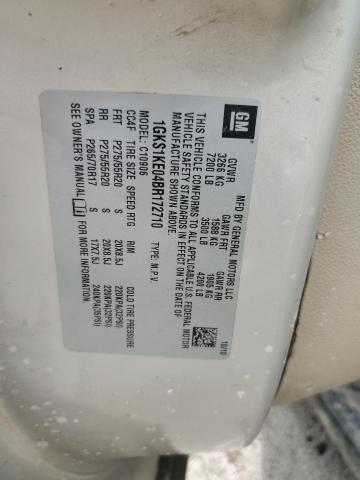 GM
MFD BY GENERAL MOTORS LLC
10/10
GVWR GAWR FRT GAWR RR
3266 KG 1588 KG 1905 KG
7200 LB 3500 LB 4200 LB
THIS VEHICLE CONFORMS TO ALL APPLICABLE U.S. FEDERAL MOTOR
VEHICLE SAFETY STANDARDS IN EFFECT ON THE DATE OF
MANUFACTURE SHOWN ABOVE.
1GKS1KE04BR172710 TYPE: M.P.V.
MODEL: C10906
CC4F TIRE SIZE SPEED RTG RIM COLD TIRE PRESSURE
FRT P275/55R20 S 20X8.5J 220KPA(32PSI)
RR P275/55R20 S 20X8.5J 220KPA(32PSI)
SPA P265/70R17 S 17X7.5J 240KPA(35PSI)
SEE OWNER'S MANUAL